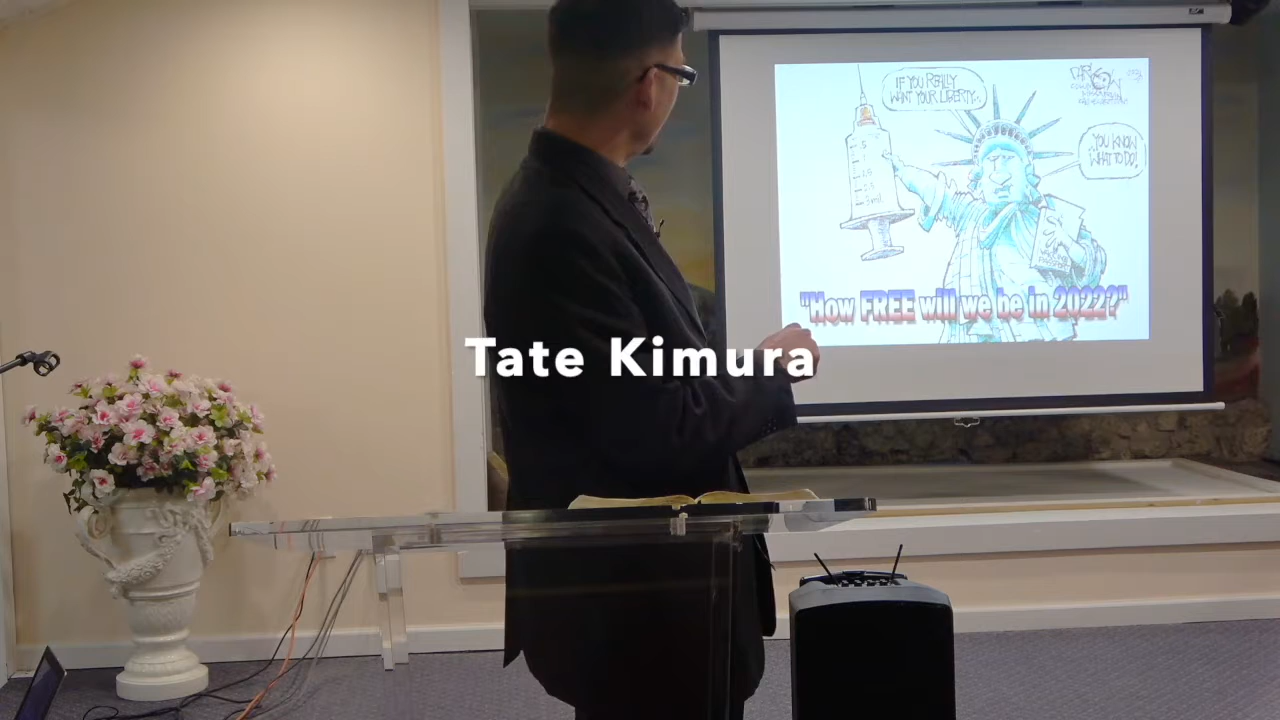 IF YOU REALLY
WANT YOUR LIBERTY..
..YOU KNOW
WHAT TO DO!
"How FREE will we be in 2022?"
Tate Kimura